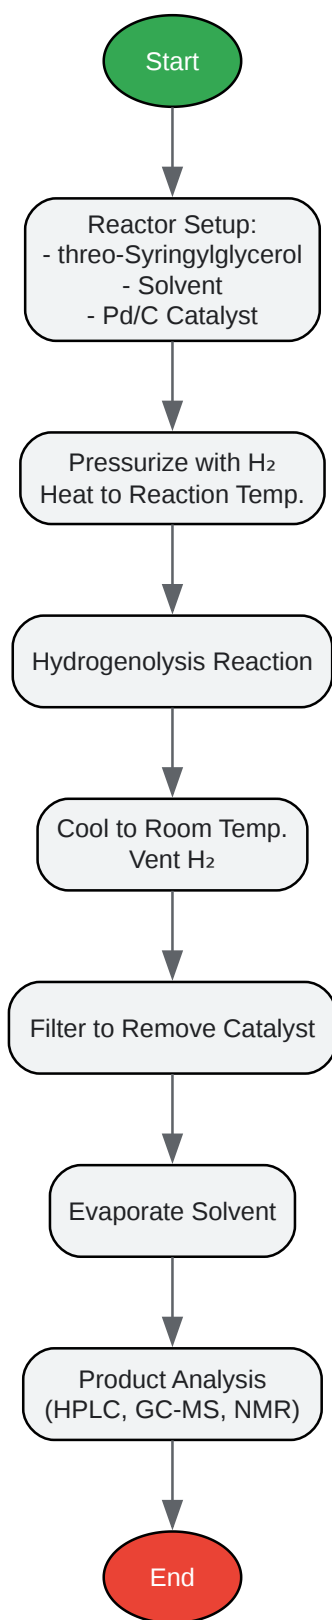 Start
Reactor Setup:
- threo-Syringylglycerol
- Solvent
- Pd/C Catalyst
Pressurize with H₂
Heat to Reaction Temp.
Hydrogenolysis Reaction
Cool to Room Temp.
Vent H₂
Filter to Remove Catalyst
Evaporate Solvent
Product Analysis
(HPLC, GC-MS, NMR)
End